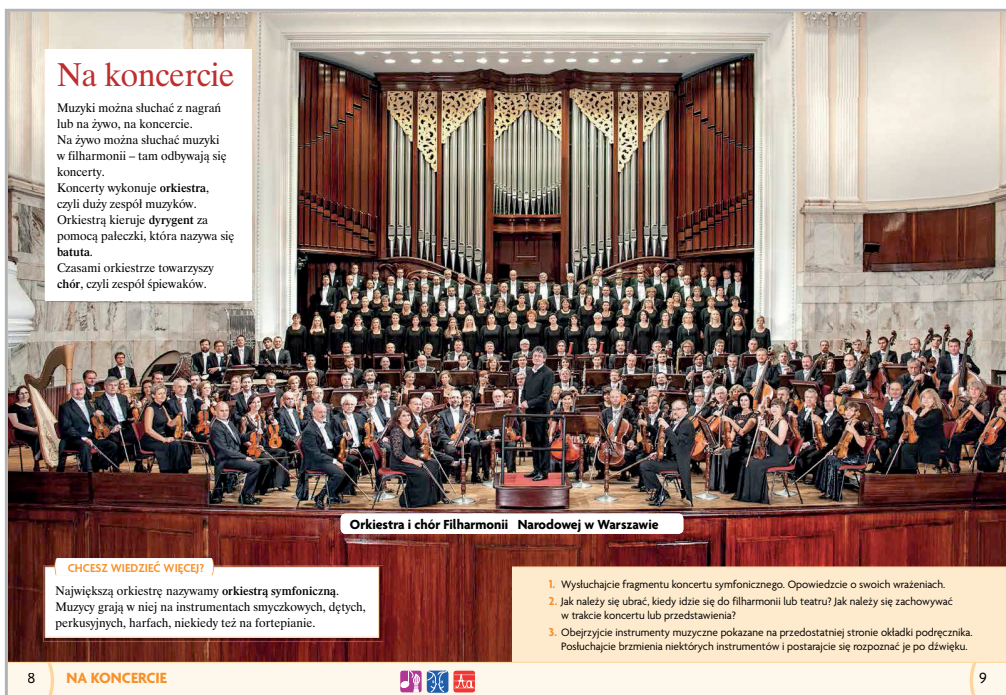 Na koncercie
Muzyki można słuchać z nagrań
lub na żywo, na koncercie.
Na żywo można słuchać muzyki
w filharmonii – tam odbywają się
koncerty.
Koncerty wykonuje orkiestra,
czyli duży zespół muzyków.
Orkiestrą kieruje dyrygent za
pomocą pałeczki, która nazywa się
batuta.
Czasami orkiestrze towarzyszy
chór, czyli zespół śpiewaków.
Orkiestra i chór Filharmonii Narodowej w Warszawie
CHCESZ WIEDZIEĆ WIĘCEJ?
Największą orkiestrę nazywamy orkiestrą symfoniczną.
Muzycy grają w niej na instrumentach smyczkowych, dętych,
perkusyjnych, harfach, niekiedy też na fortepianie.
1. Wysłuchajcie fragmentu koncertu symfonicznego. Opowiedzcie o swoich wrażeniach.
2. Jak należy się ubrać, kiedy idzie się do filharmonii lub teatru? Jak należy się zachowywać
w trakcie koncertu lub przedstawienia?
3. Obejrzyjcie instrumenty muzyczne pokazane na przedostatniej stronie okładki podręcznika.
Posłuchajcie brzmienia niektórych instrumentów i postarajcie się rozpoznać je po dźwięku.
8 NA KONCERCIE
Aa
9